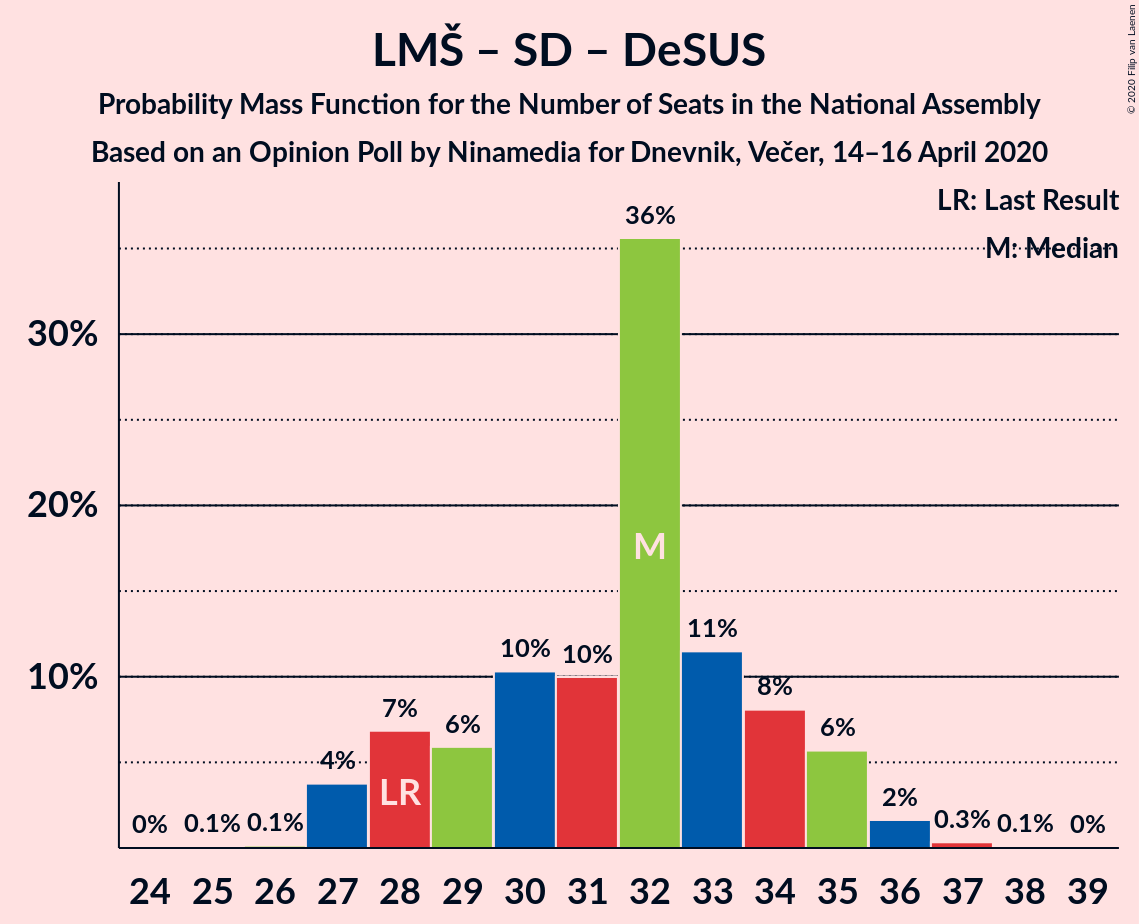 LMŠ – SD – DeSUS
Probability Mass Function for the Number of Seats in the National Assembly
Based on an Opinion Poll by Ninamedia for Dnevnik, Večer, 14–16 April 2020
© 2020 Filip van Laenen
LR: Last Result
M: Median
30%
20%
10%
0% 0.1% 0.1% 4% 7% 6% 10% 10% 36% 11% 8% 6% 2% 0.3% 0.1% 0%
LR
M
24 25 26 27 28 29 30 31 32 33 34 35 36 37 38 39